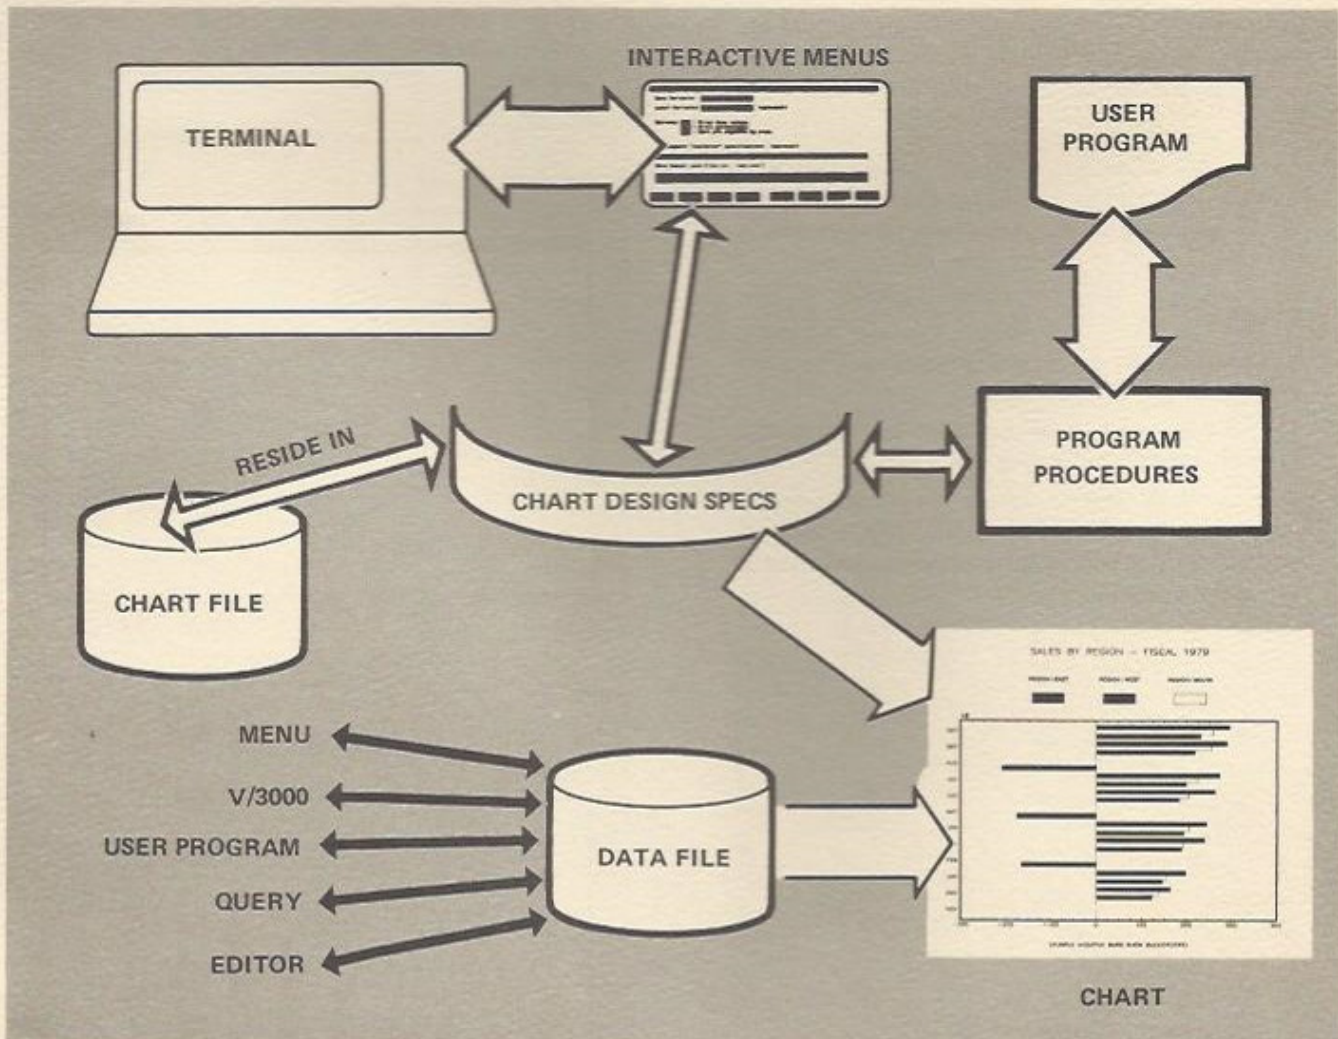 INTERACTIVE MENUS
TERMINAL
USER
PROGRAM
RESIDE IN
PROGRAM
PROCEDURES
CHART DESIGN SPECS
CHART FILE
SALES BY REGION — FISCAL 1979
MENU
V/3000
USER PROGRAM
QUERY
EDITOR
DATA FILE
CHART